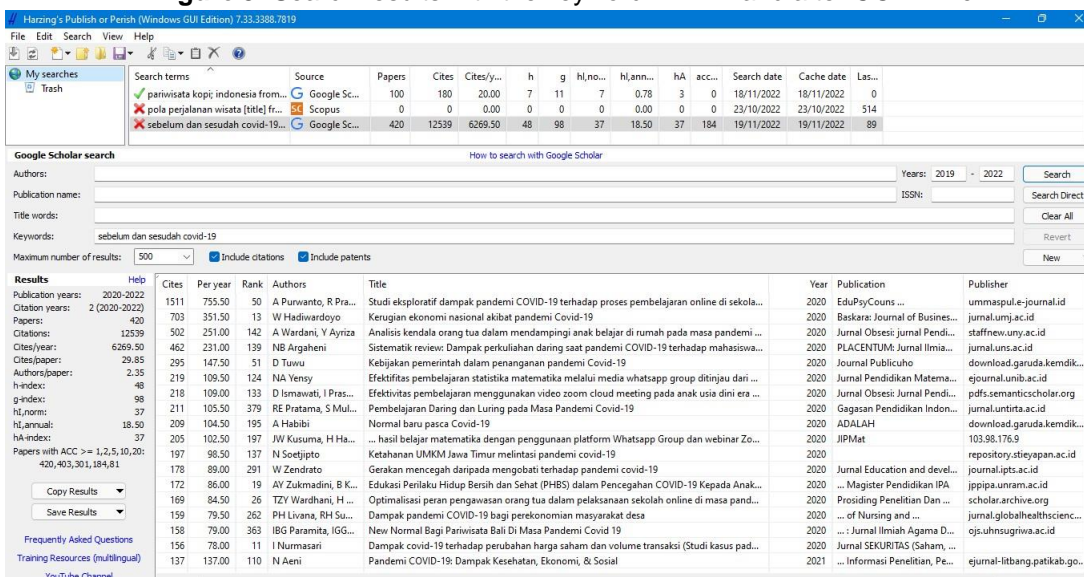 Harzing's Publish or Perish (Windows GUI Edition) 7.33.3388.7819
File Edit Search View Help
My searches
Trash
Search terms Source Papers Cites Cites/y... h g hI,no... hI,ann... hA acc... Search date Cache date Las...
pariwisata kopi; indonesia from... Google Sc... 100 180 20.00 7 11 7 0.78 3 0 18/11/2022 18/11/2022 0
pola perjalanan wisata [title] fr... SC Scopus 0 0 0.00 0 0 0 0.00 0 0 23/10/2022 23/10/2022 514
sebelum dan sesudah covid-19... Google Sc... 420 12539 6269.50 48 98 37 18.50 37 184 19/11/2022 19/11/2022 89
Google Scholar search How to search with Google Scholar
Authors: Years: 2019 - 2022 Search
Publication name: ISSN: Search Direct
Title words: Clear All
Keywords: sebelum dan sesudah covid-19 Revert
Maximum number of results: 500 Include citations Include patents New
Results Help
Publication years: 2020-2022
Citation years: 2 (2020-2022)
Papers: 420
Citations: 12539
Cites/year: 6269.50
Cites/paper: 29.85
Authors/paper: 2.35
h-index: 48
g-index: 98
hI,norm: 37
hI,annual: 18.50
hA-index: 37
Papers with ACC >= 1,2,5,10,20:
420,403,301,184,81
Copy Results
Save Results
Frequently Asked Questions
Training Resources (multilingual)
YouTube Channel
Cites Per year Rank Authors Title Year Publication Publisher
1511 755.50 50 A Purwanto, R Pra... Studi eksploratif dampak pandemi COVID-19 terhadap proses pembelajaran online di sekola... 2020 EduPsyCouns ... ummaspul.e-journal.id
703 351.50 13 W Hadiwardoyo Kerugian ekonomi nasional akibat pandemi Covid-19 2020 Baskara: Journal of Busines... jurnal.umj.ac.id
502 251.00 142 A Wardani, Y Ayriza Analisis kendala orang tua dalam mendampingi anak belajar di rumah pada masa pandemi ... 2020 Jurnal Obsesi: jurnal Pendi... staffnew.uny.ac.id
462 231.00 139 NB Argaheni Sistematik review: Dampak perkuliahan daring saat pandemi COVID-19 terhadap mahasiswa... 2020 PLACENTUM: Jurnal Ilmia... jurnal.uns.ac.id
295 147.50 51 D Tuwu Kebijakan pemerintah dalam penanganan pandemi Covid-19 2020 Journal Publicuho download.garuda.kemdik...
219 109.50 124 NA Yensy Efektifitas pembelajaran statistika matematika melalui media whatsapp group ditinjau dari ... 2020 Jurnal Pendidikan Matema... ejournal.unib.ac.id
218 109.00 133 D Ismawati, I Pras... Efektivitas pembelajaran menggunakan video zoom cloud meeting pada anak usia dini era ... 2020 Jurnal Obsesi: Jurnal Pendi... pdfs.semanticscholar.org
211 105.50 379 RE Pratama, S Mul... Pembelajaran Daring dan Luring pada Masa Pandemi Covid-19 2020 Gagasan Pendidikan Indon... jurnal.untirta.ac.id
209 104.50 195 A Habibi Normal baru pasca Covid-19 2020 ADALAH download.garuda.kemdik...
205 102.50 197 JW Kusuma, H Ha... ... hasil belajar matematika dengan penggunaan platform Whatsapp Group dan webinar Zo... 2020 JIPMat 103.98.176.9
197 98.50 137 N Soetjipto Ketahanan UMKM Jawa Timur melintasi pandemi covid-19 2020 repository.stieyapan.ac.id
178 89.00 291 W Zendrato Gerakan mencegah daripada mengobati terhadap pandemi covid-19 2020 Jurnal Education and devel... journal.ipts.ac.id
172 86.00 19 AY Zukmadini, B K... Edukasi Perilaku Hidup Bersih dan Sehat (PHBS) dalam Pencegahan COVID-19 Kepada Anak... 2020 ... Magister Pendidikan IPA jppipa.unram.ac.id
169 84.50 26 TZY Wardhani, H ... Optimalisasi peran pengawasan orang tua dalam pelaksanaan sekolah online di masa pand... 2020 Prosiding Penelitian Dan ... scholar.archive.org
159 79.50 262 PH Livana, RH Su... Dampak pandemi COVID-19 bagi perekonomian masyarakat desa 2020 ... of Nursing and ... jurnal.globalhealthscienc...
158 79.00 363 IBG Paramita, IGG... New Normal Bagi Pariwisata Bali Di Masa Pandemi Covid 19 2020 ... : Jurnal Ilmiah Agama D... ojs.uhnsugriwa.ac.id
156 78.00 11 I Nurmasari Dampak covid-19 terhadap perubahan harga saham dan volume transaksi (Studi kasus pad... 2020 Jurnal SEKURITAS (Saham, ...
137 137.00 110 N Aeni Pandemi COVID-19: Dampak Kesehatan, Ekonomi, & Sosial 2021 ... Informasi Penelitian, Pe... ejurnal-litbang.patikab.go...